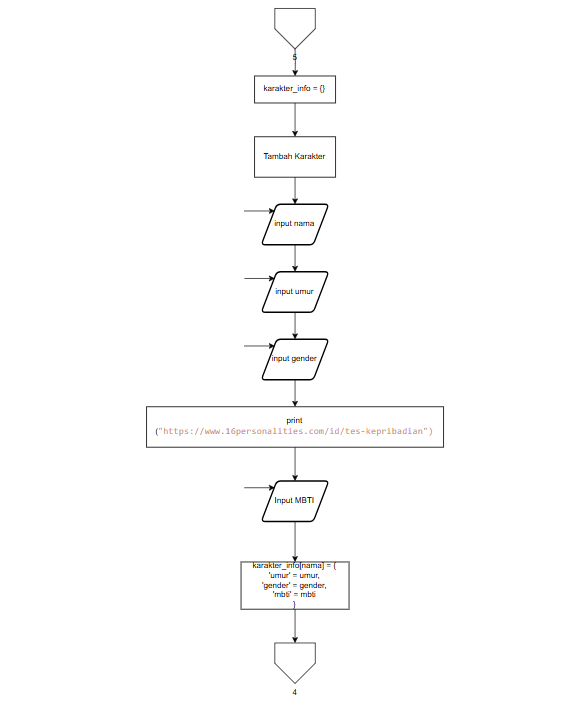 5
karakter_info = {}
Tambah Karakter
input nama
input umur
input gender
print
("https://www.16personalities.com/id/tes-kepribadian")
Input MBTI
karakter_info[nama] = {
'umur' = umur,
'gender' = gender,
'mbti' = mbti
}
4